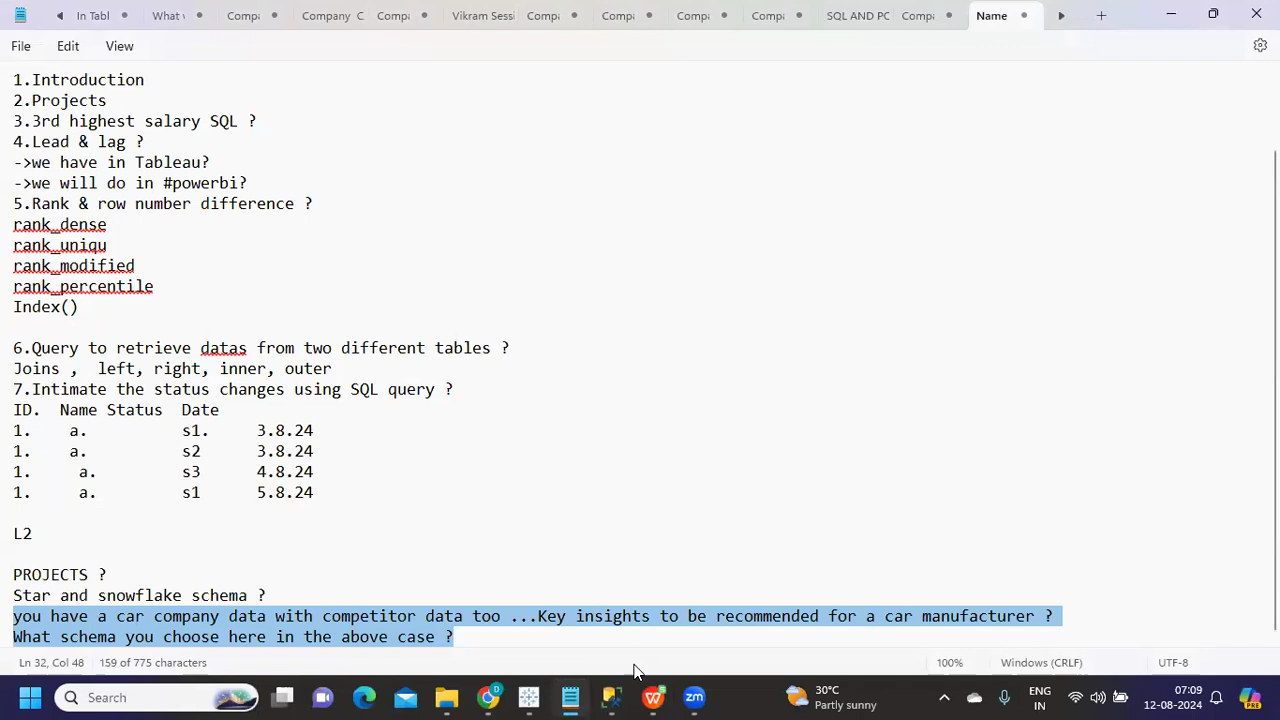 In Tabl
What
Compa
Company C
Compa
Vikram Sessi
Compa
Compa
Compa
Compa
SQL AND PC
Compa
Name
File Edit View
1.Introduction
2.Projects
3.3rd highest salary SQL ?
4.Lead & lag ?
->we have in Tableau?
->we will do in #powerbi?
5.Rank & row number difference ?
rank_dense
rank_uniqu
rank_modified
rank_percentile
Index()
6.Query to retrieve datas from two different tables ?
Joins , left, right, inner, outer
7.Intimate the status changes using SQL query ?
ID. Name Status Date
1. a. s1. 3.8.24
1. a. s2 3.8.24
1. a. s3 4.8.24
1. a. s1 5.8.24
L2
PROJECTS ?
Star and snowflake schema ?
you have a car company data with competitor data too ...Key insights to be recommended for a car manufacturer ?
What schema you choose here in the above case ?
Ln 32, Col 48 159 of 775 characters 100% Windows (CRLF) UTF-8
Search
30°C
Partly sunny
ENG
IN
07:09
12-08-2024